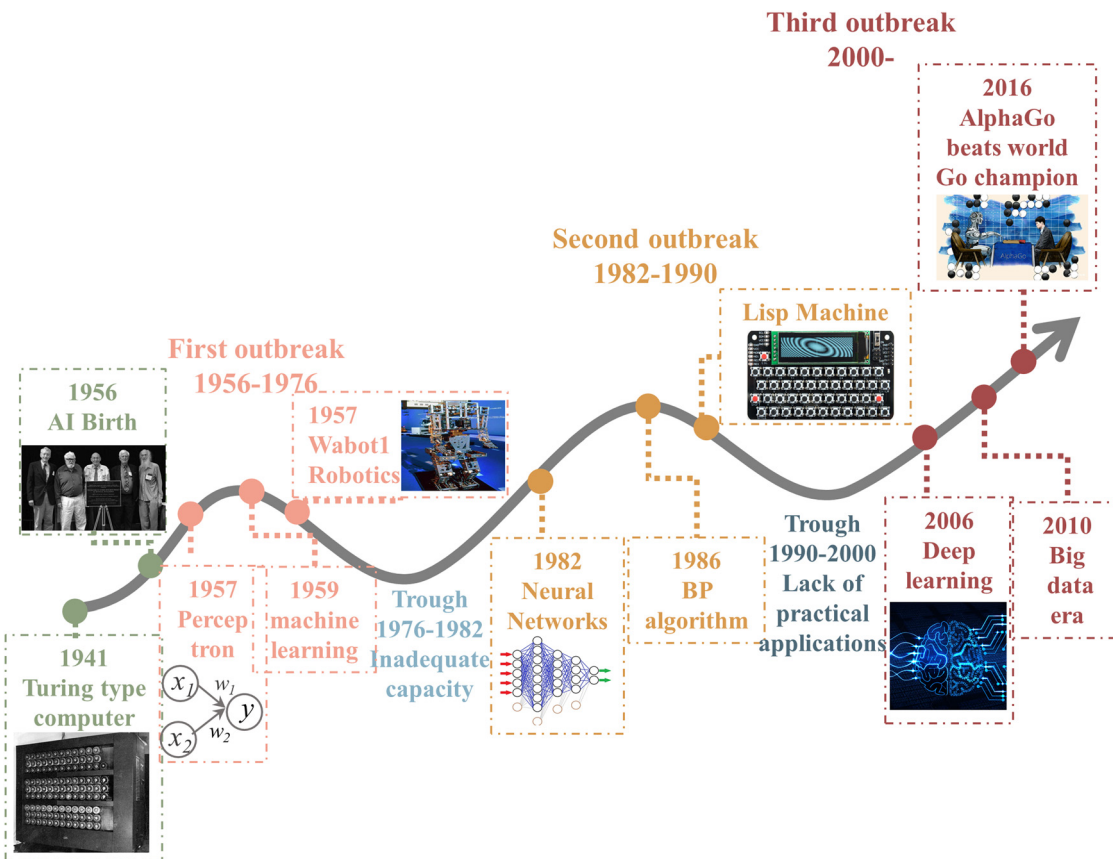 Third outbreak
2000-
2016
AlphaGo
beats world
Go champion
AlphaGo
Second outbreak
1982-1990
Lisp Machine
First outbreak
1956-1976
1956
AI Birth
1957
Wabot1
Robotics
1941
Turing type
computer
1957
Percep
tron
x1
w1
y
x2
w2
1959
machine
learning
Trough
1976-1982
Inadequate
capacity
1982
Neural
Networks
1986
BP
algorithm
Trough
1990-2000
Lack of
practical
applications
2006
Deep
learning
2010
Big
data
era